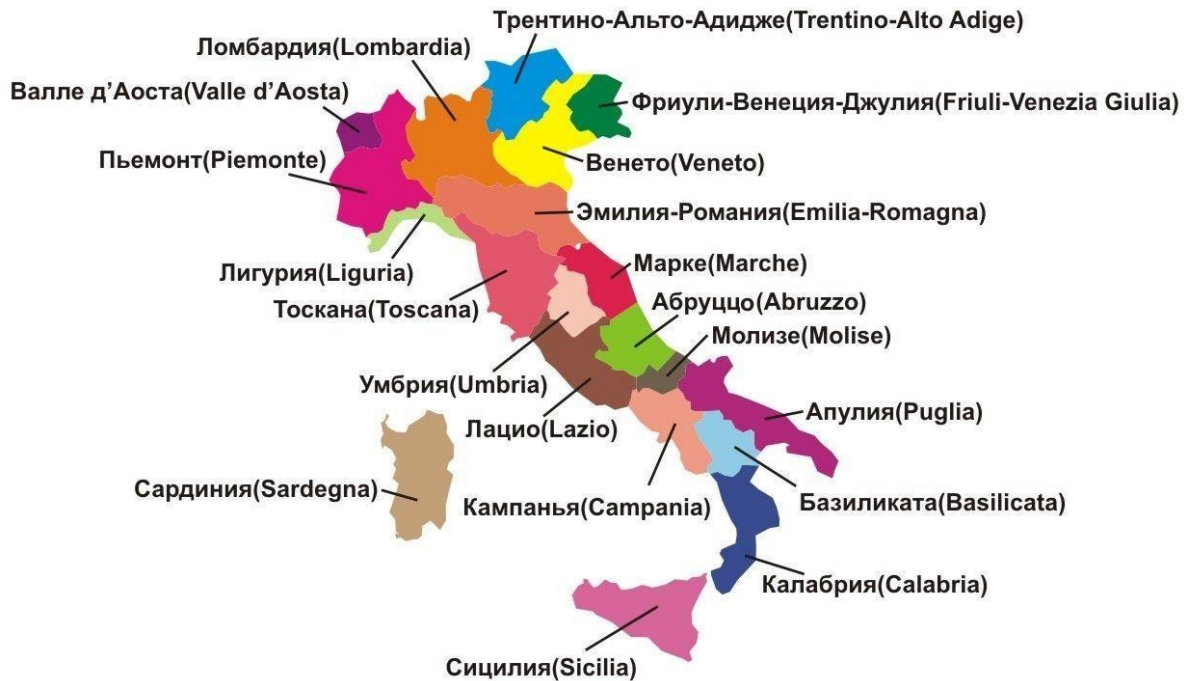 Трентино-Альто-Адидже(Trentino-Alto Adige)
Ломбардия(Lombardia)
Валле д’Аоста(Valle d’Aosta)
Фриули-Венеция-Джулия(Friuli-Venezia Giulia)
Пьемонт(Piemonte)
Венето(Veneto)
Эмилия-Романия(Emilia-Romagna)
Лигурия(Liguria)
Марке(Marche)
Тоскана(Toscana)
Абруццо(Abruzzo)
Молизе(Molise)
Умбрия(Umbria)
Апулия(Puglia)
Лацио(Lazio)
Сардиния(Sardegna)
Кампанья(Campania)
Базиликата(Basilicata)
Калабрия(Calabria)
Сицилия(Sicilia)